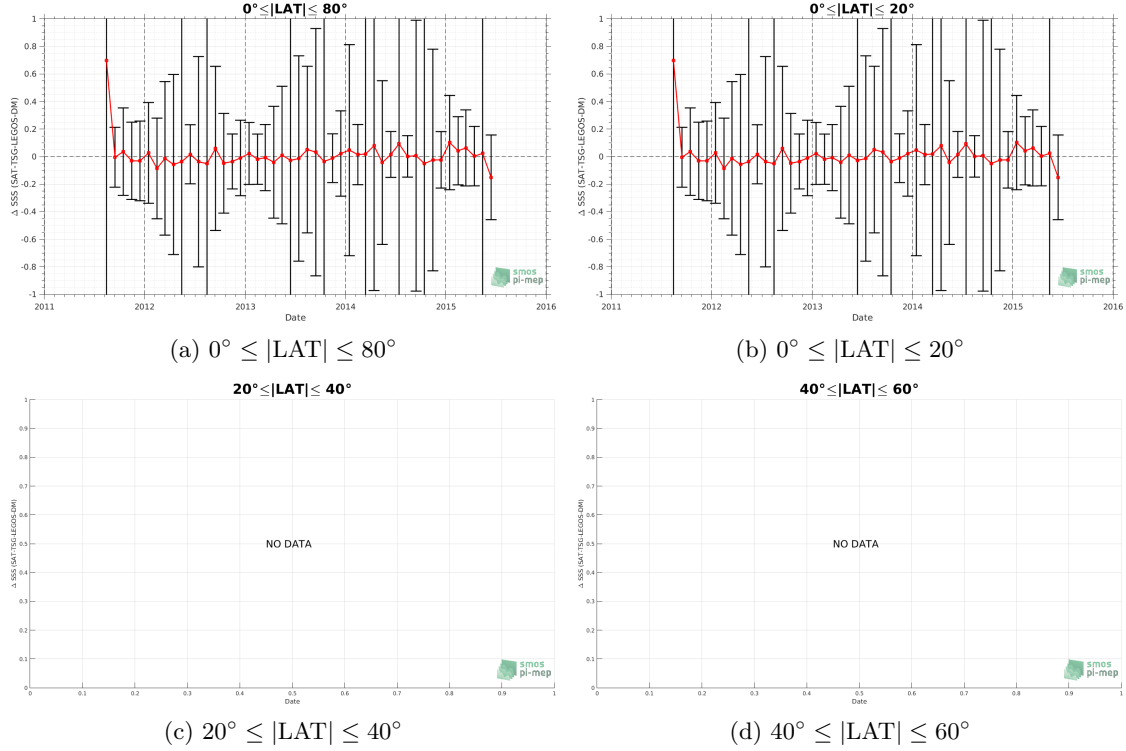 0°≤|LAT|≤ 80°
Δ SSS (SAT-TSG-LEGOS-DM)
1
0.8
0.6
0.4
0.2
0
-0.2
-0.4
-0.6
-0.8
-1
2011 2012 2013 2014 2015 2016
Date
smos
pi-mep
(a) 0° ≤ |LAT| ≤ 80°
0°≤|LAT|≤ 20°
Δ SSS (SAT-TSG-LEGOS-DM)
1
0.8
0.6
0.4
0.2
0
-0.2
-0.4
-0.6
-0.8
-1
2011 2012 2013 2014 2015 2016
Date
smos
pi-mep
(b) 0° ≤ |LAT| ≤ 20°
20°≤|LAT|≤ 40°
Δ SSS (SAT-TSG-LEGOS-DM)
1
0.9
0.8
0.7
0.6
0.5
0.4
0.3
0.2
0.1
0
NO DATA
0 0.1 0.2 0.3 0.4 0.5 0.6 0.7 0.8 0.9 1
Date
smos
pi-mep
(c) 20° ≤ |LAT| ≤ 40°
40°≤|LAT|≤ 60°
Δ SSS (SAT-TSG-LEGOS-DM)
1
0.9
0.8
0.7
0.6
0.5
0.4
0.3
0.2
0.1
0
NO DATA
0 0.1 0.2 0.3 0.4 0.5 0.6 0.7 0.8 0.9 1
Date
smos
pi-mep
(d) 40° ≤ |LAT| ≤ 60°